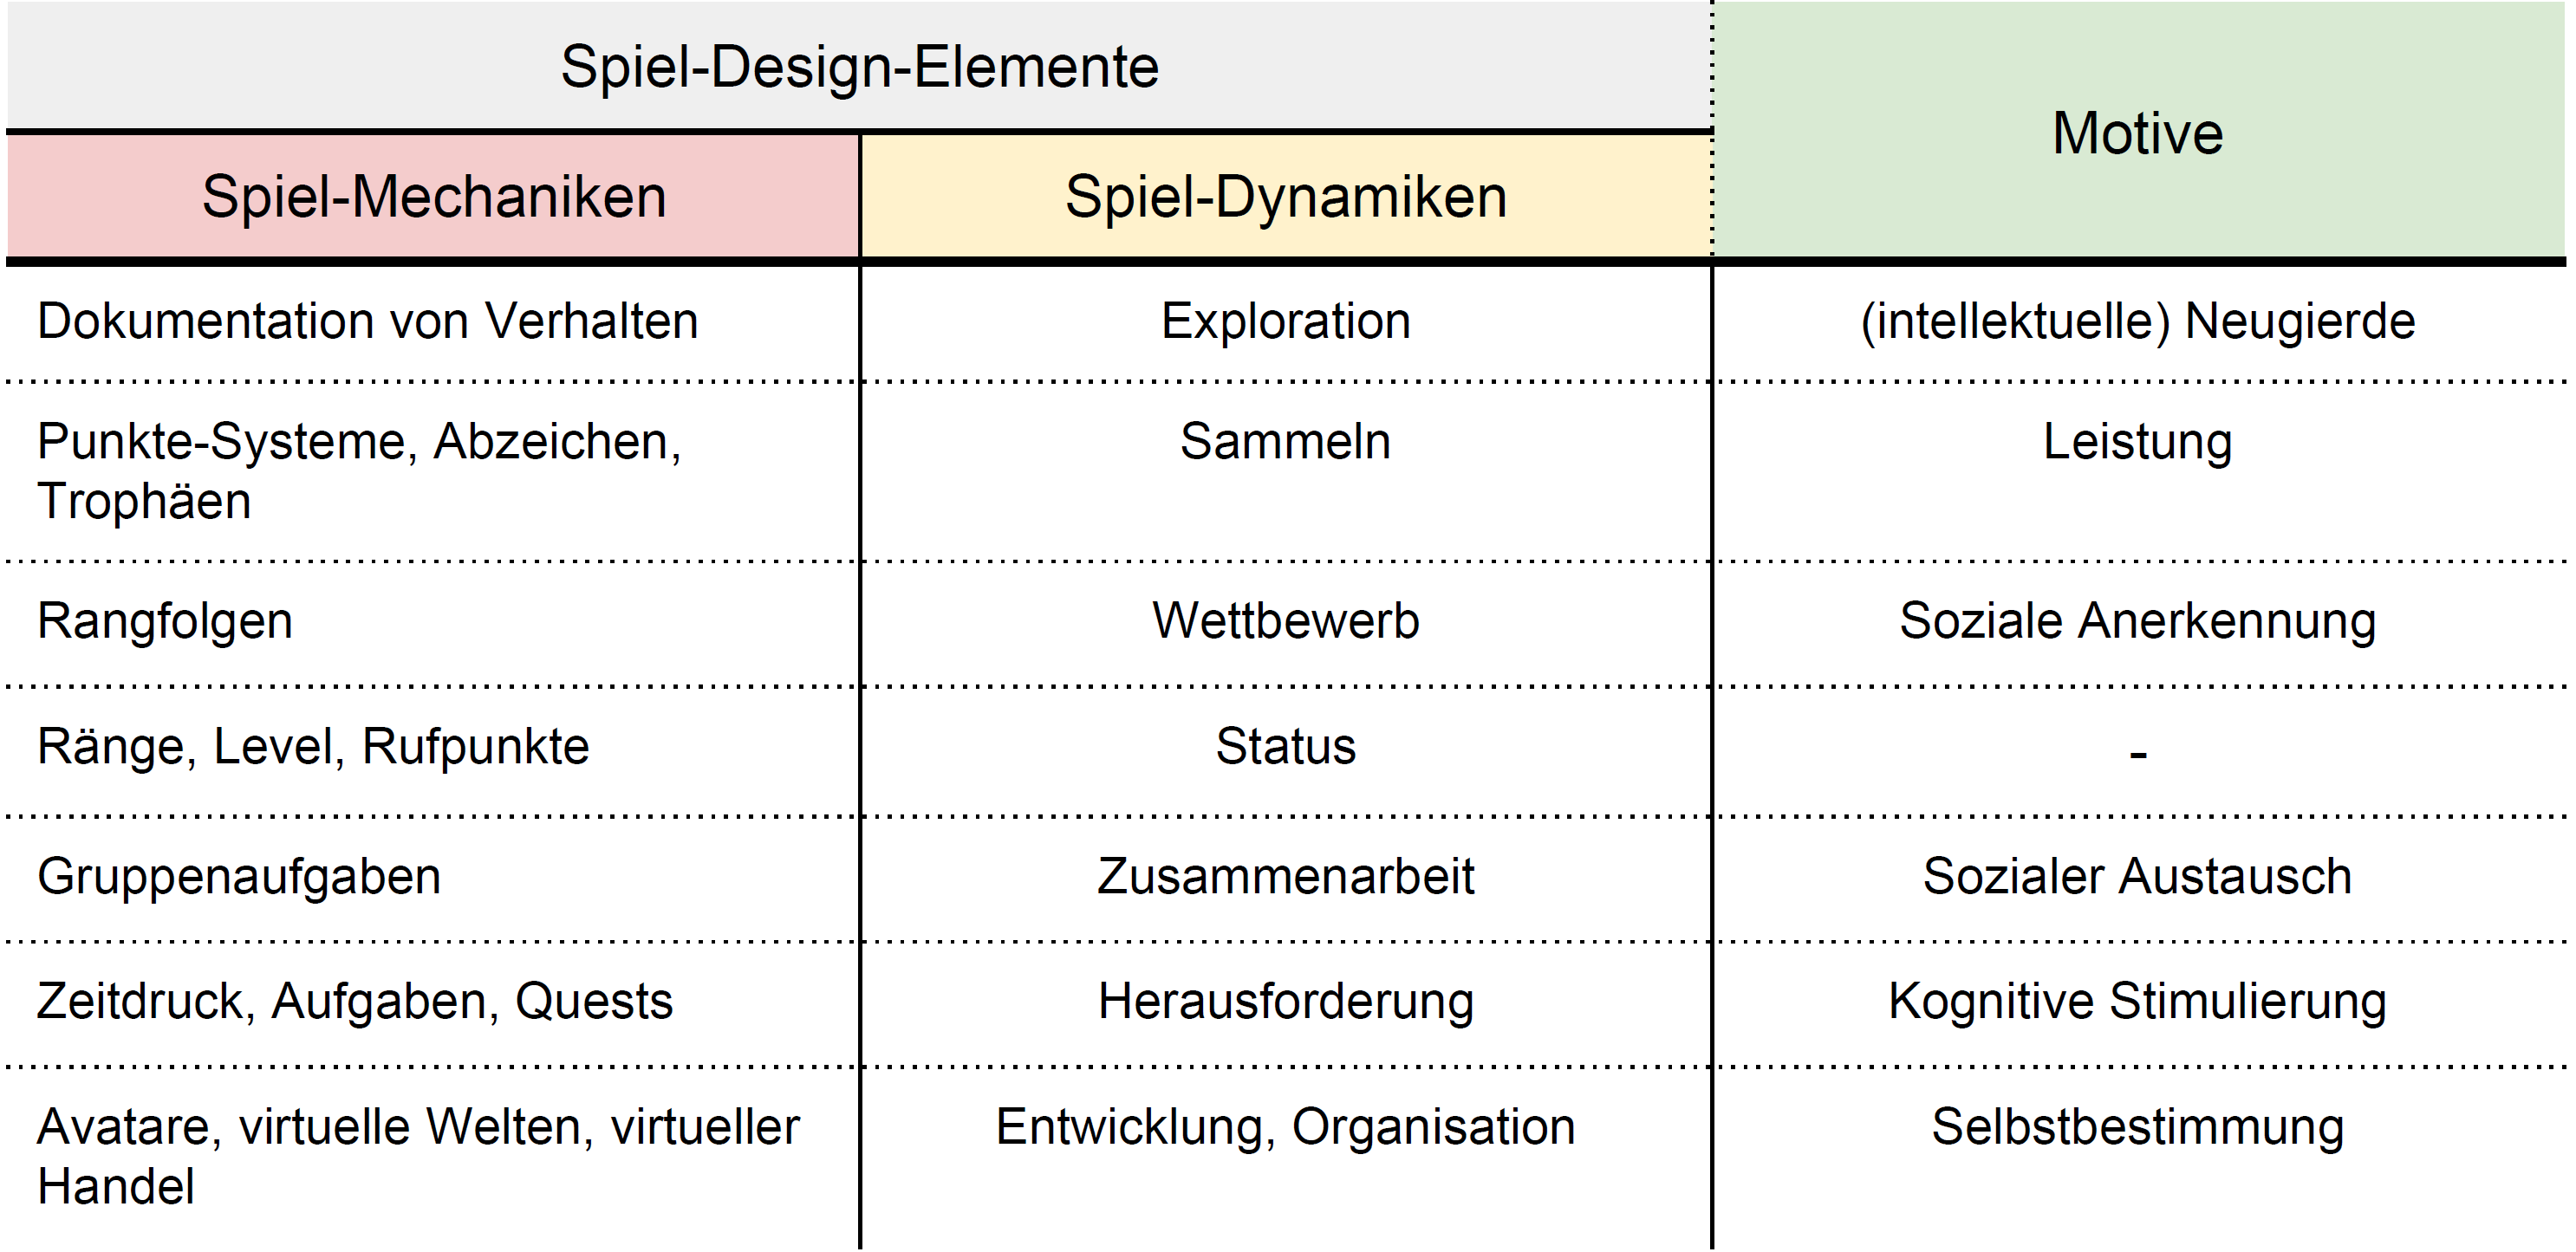 Spiel-Design-Elemente
Motive
Spiel-Mechaniken
Spiel-Dynamiken
Dokumentation von Verhalten
Exploration
(intellektuelle) Neugierde
Punkte-Systeme, Abzeichen,
Trophäen
Sammeln
Leistung
Rangfolgen
Wettbewerb
Soziale Anerkennung
Ränge, Level, Rufpunkte
Status
-
Gruppenaufgaben
Zusammenarbeit
Sozialer Austausch
Zeitdruck, Aufgaben, Quests
Herausforderung
Kognitive Stimulierung
Avatare, virtuelle Welten, virtueller
Handel
Entwicklung, Organisation
Selbstbestimmung